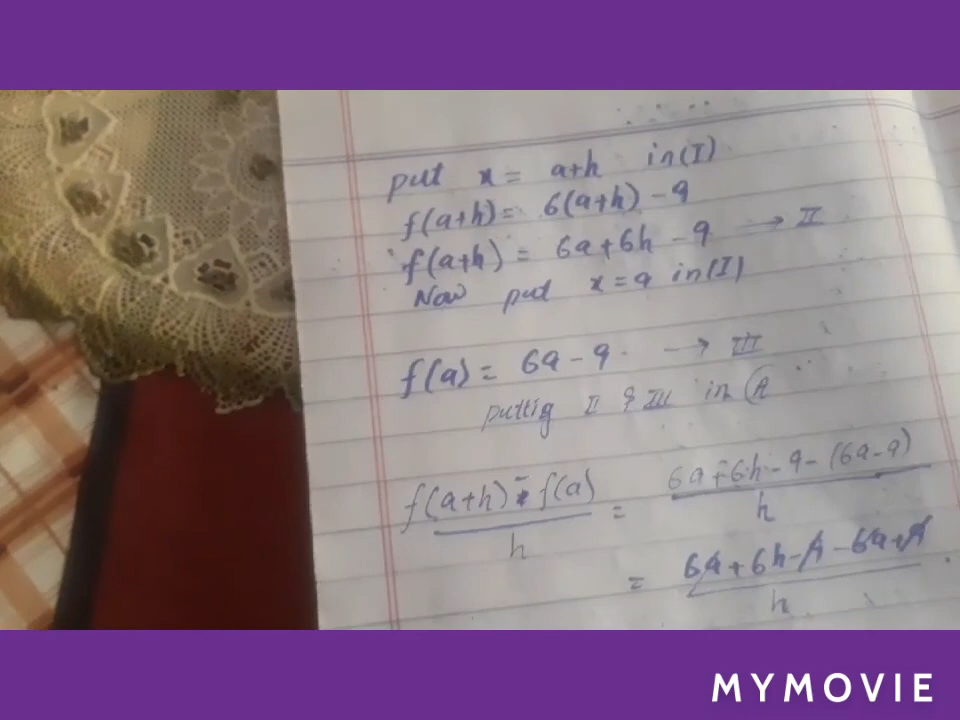 put x = a+h in (I)
f(a+h) = 6(a+h) - 9
f(a+h) = 6a+6h - 9 → II
Now put x = a in (I)
f(a) = 6a - 9. → III
puttig II & III in Ⓐ
f(a+h) - f(a) / h = 6a+6h-9-(6a-9) / h
= 6a+6h-9-6a+9 / h
MYMOVIE